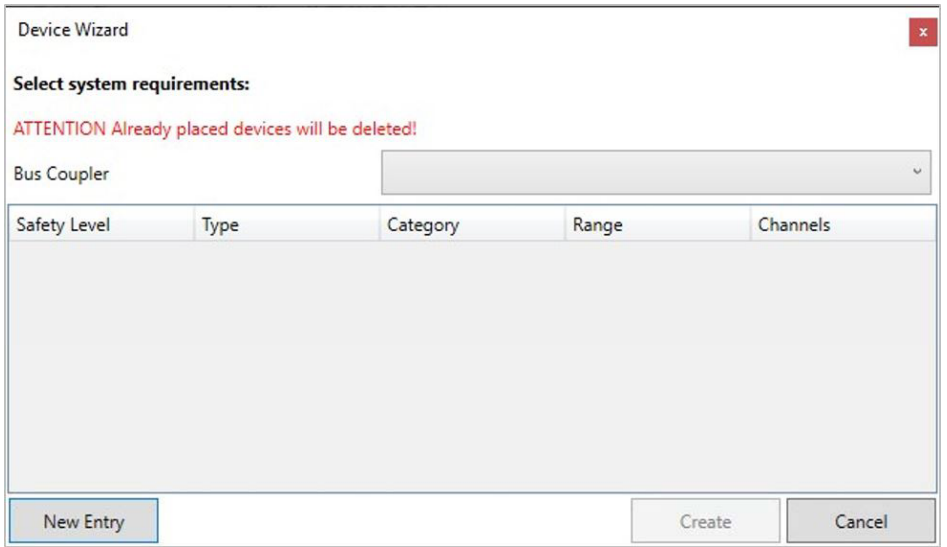 Device Wizard
x
Select system requirements:
ATTENTION Already placed devices will be deleted!
Bus Coupler
Safety Level Type Category Range Channels
New Entry Create Cancel